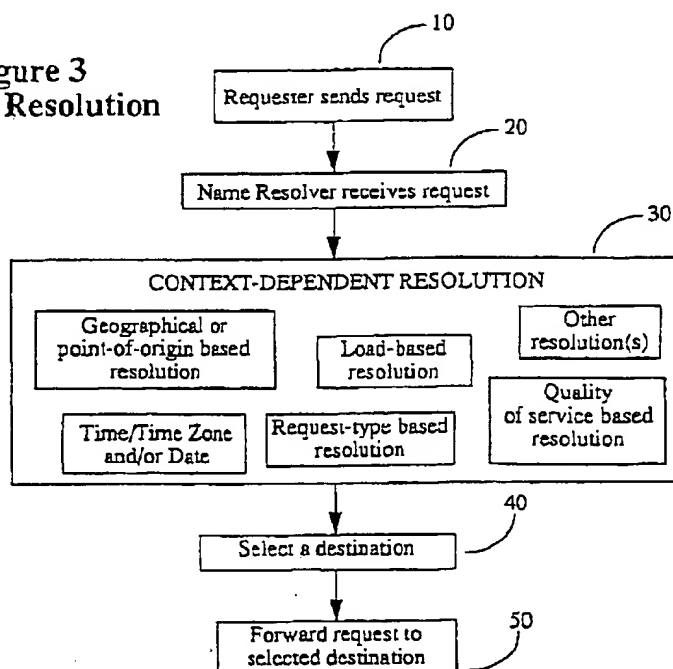 10
gure 3
Resolution
Requester sends request
20
Name Resolver receives request
30
CONTEXT-DEPENDENT RESOLUTION
Geographical or
point-of-origin based
resolution
Load-based
resolution
Other
resolution(s)
Time/Time Zone
and/or Date
Request-type based
resolution
Quality
of service based
resolution
40
Select a destination
50
Forward request to
selected destination